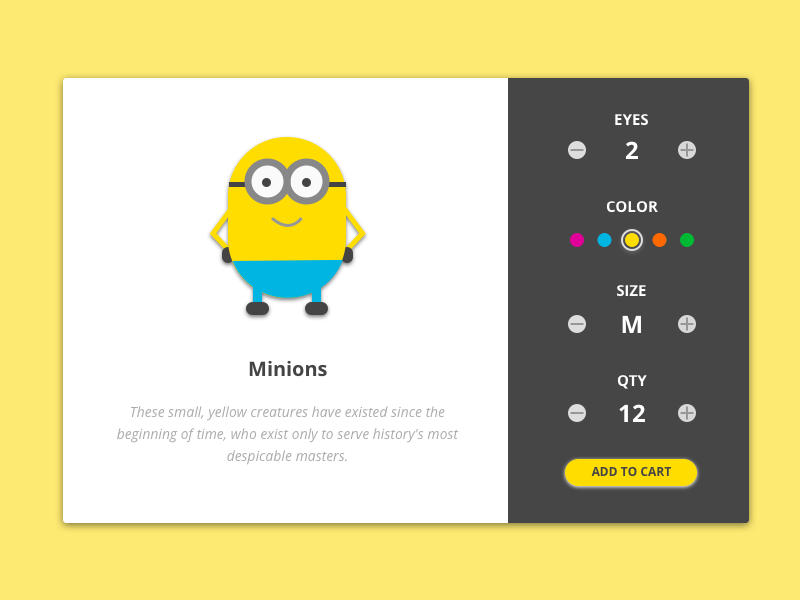 Minions
These small, yellow creatures have existed since the
beginning of time, who exist only to serve history's most
despicable masters.
EYES
2
COLOR
SIZE
M
QTY
12
ADD TO CART